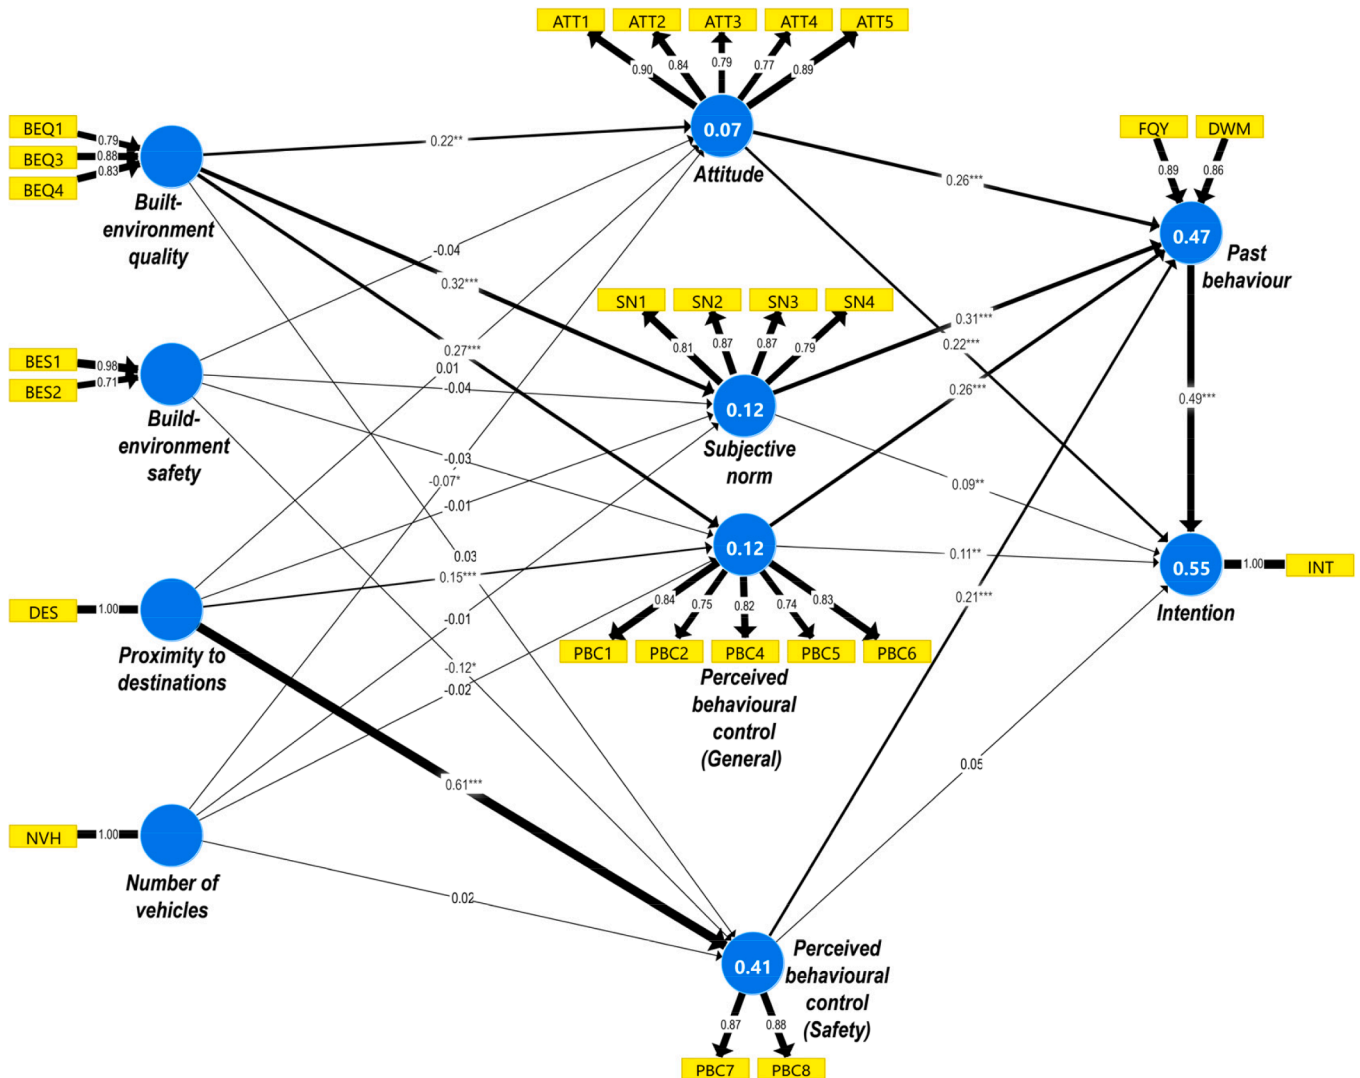 ATT1 ATT2 ATT3 ATT4 ATT5
0.90 0.84 0.79 0.77 0.89
0.07
Attitude
BEQ1
BEQ3
BEQ4
0.79
0.88
0.83
Built-
environment
quality
0.22**
FQY DWM
0.89 0.86
0.47
Past
behaviour
0.26***
-0.04
0.32***
SN1 SN2 SN3 SN4
0.81 0.87 0.87 0.79
0.12
Subjective
norm
0.31***
0.22***
0.27***
0.01
-0.04
BES1
BES2
0.98
0.71
Build-
environment
safety
0.26***
0.49***
-0.03
-0.07*
-0.01
0.09**
0.12
0.11**
0.55
Intention
1.00
INT
0.03
0.15***
0.84 0.75 0.82 0.74 0.83
PBC1 PBC2 PBC4 PBC5 PBC6
Perceived
behavioural
control
(General)
0.21***
DES
1.00
Proximity to
destinations
-0.01
-0.12*
-0.02
0.61***
0.05
NVH
1.00
Number of
vehicles
0.02
0.41
Perceived
behavioural
control
(Safety)
0.87 0.88
PBC7 PBC8